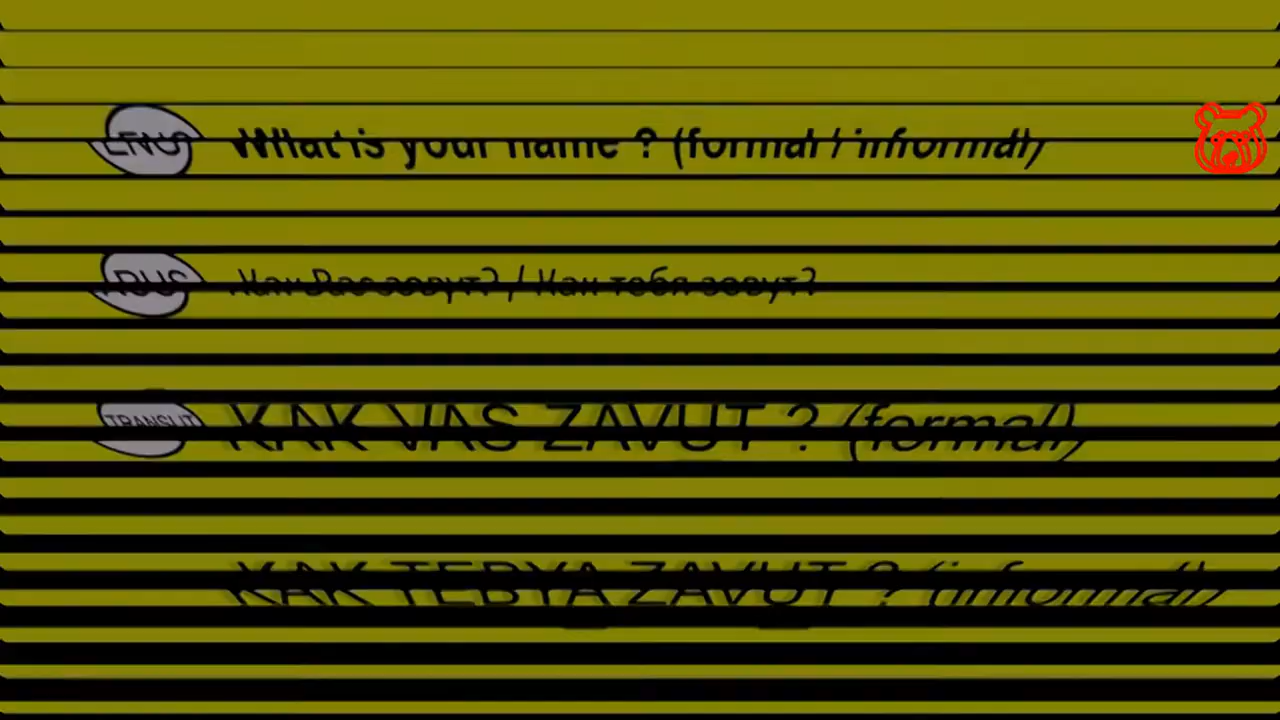 ENG What is your name ? (formal / informal)
RUS Как Вас зовут? / Как тебя зовут?
TRANSLIT KAK VAS ZAVUT ? (formal)
KAK TEBYA ZAVUT ? (informal)